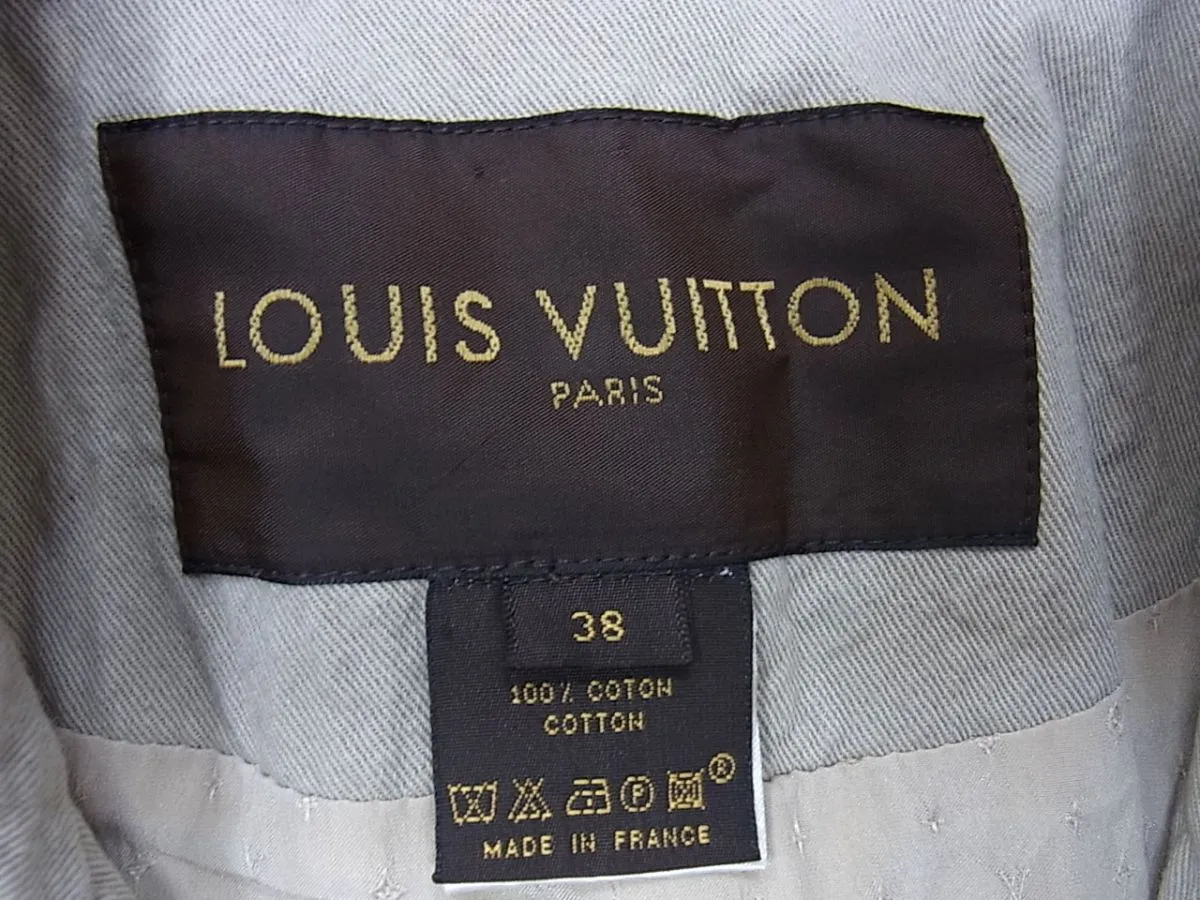 LOUIS VUITTON
PARIS
38
100% COTON
COTTON
P ®
MADE IN FRANCE